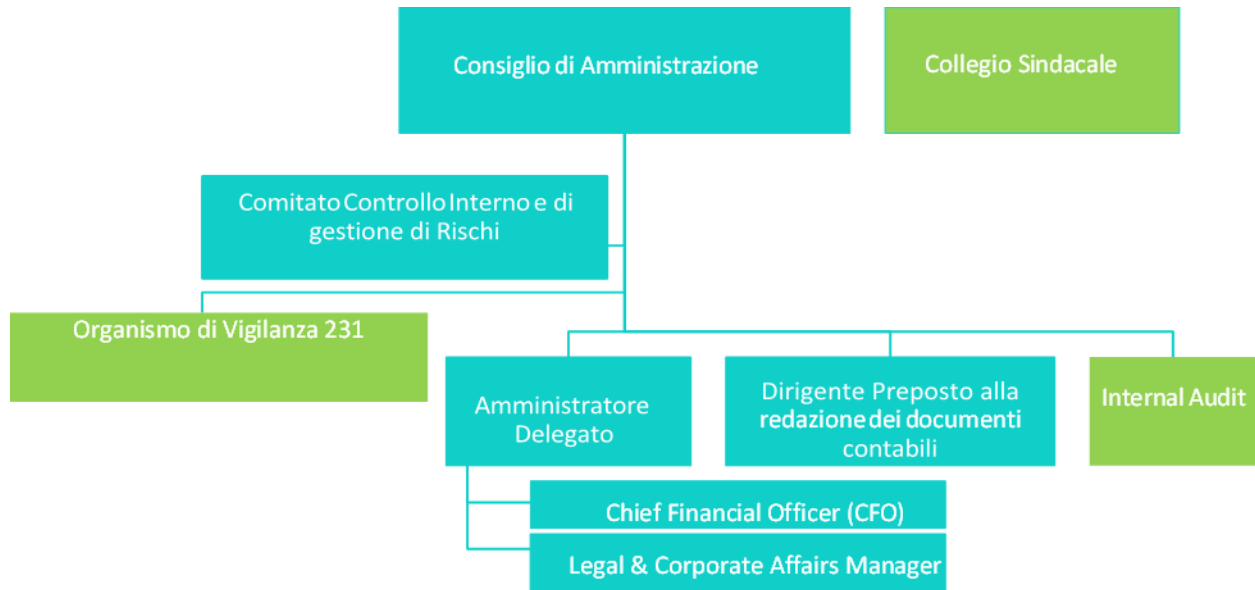 Consiglio di Amministrazione
Collegio Sindacale
Comitato Controllo Interno e di
gestione di Rischi
Organismo di Vigilanza 231
Amministratore
Delegato
Dirigente Preposto alla
redazione dei documenti
contabili
Internal Audit
Chief Financial Officer (CFO)
Legal & Corporate Affairs Manager